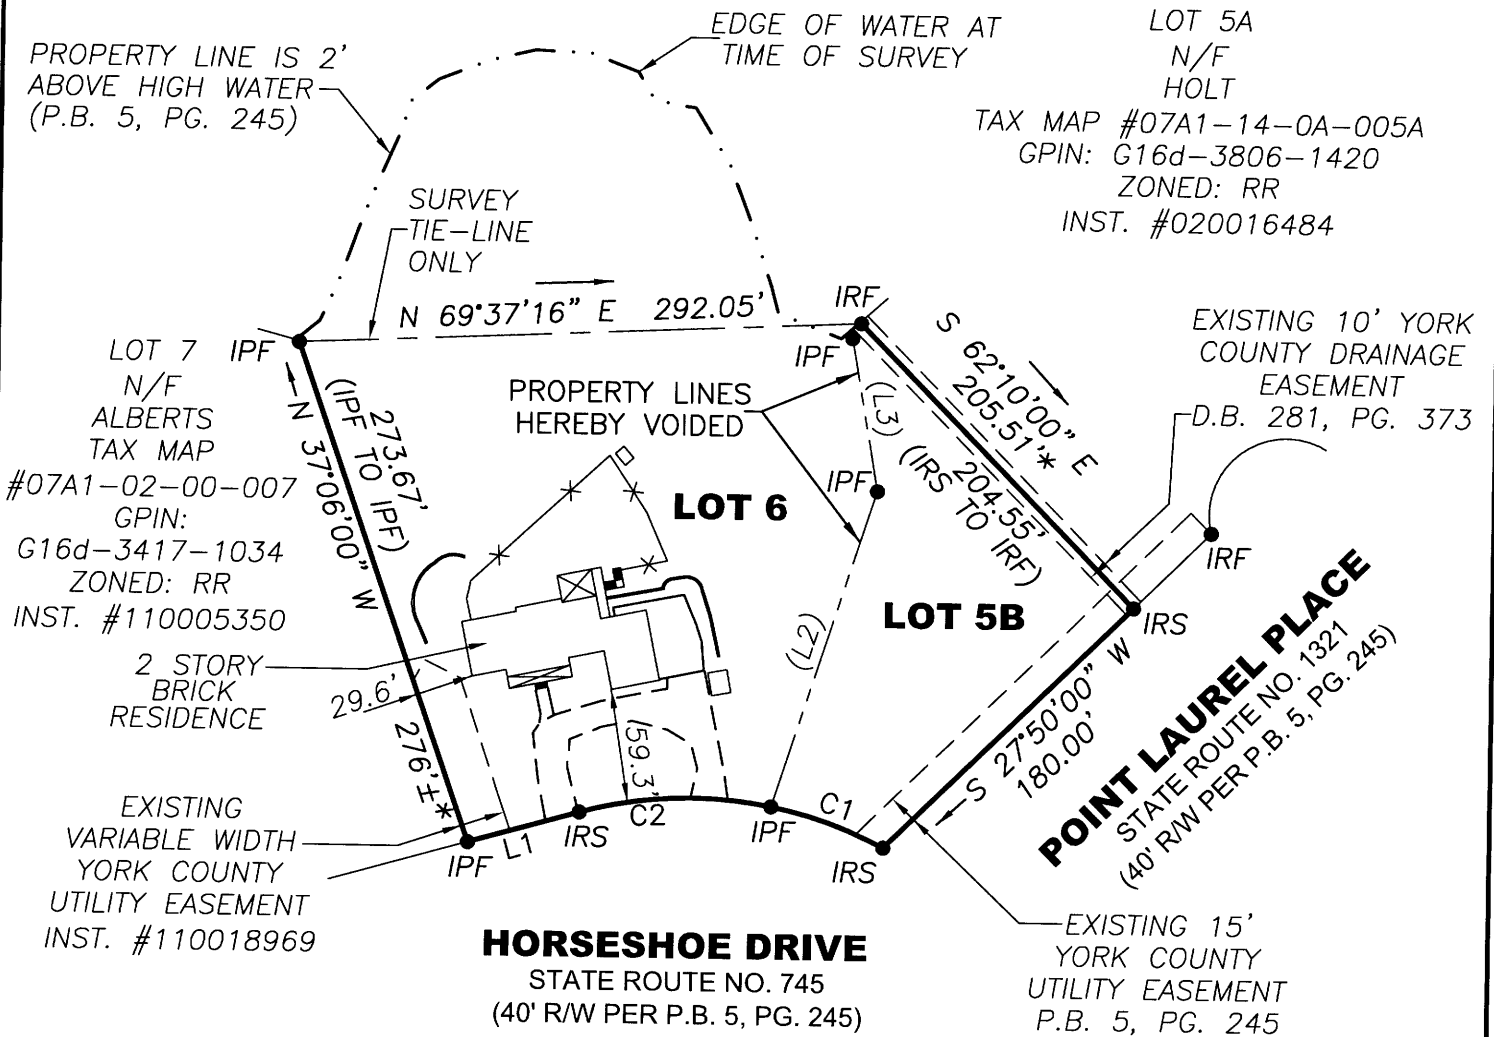 PROPERTY LINE IS 2'
ABOVE HIGH WATER
(P.B. 5, PG. 245)
EDGE OF WATER AT
TIME OF SURVEY
LOT 5A
N/F
HOLT
TAX MAP #07A1-14-0A-005A
GPIN: G16d-3806-1420
ZONED: RR
INST. #020016484
SURVEY
TIE-LINE
ONLY
N 69°37'16" E 292.05'
IRF
IPF
IPF
LOT 7
N/F
ALBERTS
TAX MAP
#07A1-02-00-007
GPIN:
G16d-3417-1034
ZONED: RR
INST. #110005350
273.67'
(IPF TO IPF)
N 37°06'00" W
276'±*
PROPERTY LINES
HEREBY VOIDED
(L3)
S 62°10'00" E
205.51'*
204.55'
(IRS TO IRF)
EXISTING 10' YORK
COUNTY DRAINAGE
EASEMENT
D.B. 281, PG. 373
IPF
LOT 6
LOT 5B
(L2)
IRF
IRS
2 STORY
BRICK
RESIDENCE
29.6'
159.3'
S 27°50'00" W
180.00'
POINT LAUREL PLACE
STATE ROUTE NO. 1321
(40' R/W PER P.B. 5, PG. 245)
EXISTING
VARIABLE WIDTH
YORK COUNTY
UTILITY EASEMENT
INST. #110018969
IPF
L1
IRS
C2
IPF
C1
IRS
HORSESHOE DRIVE
STATE ROUTE NO. 745
(40' R/W PER P.B. 5, PG. 245)
EXISTING 15'
YORK COUNTY
UTILITY EASEMENT
P.B. 5, PG. 245